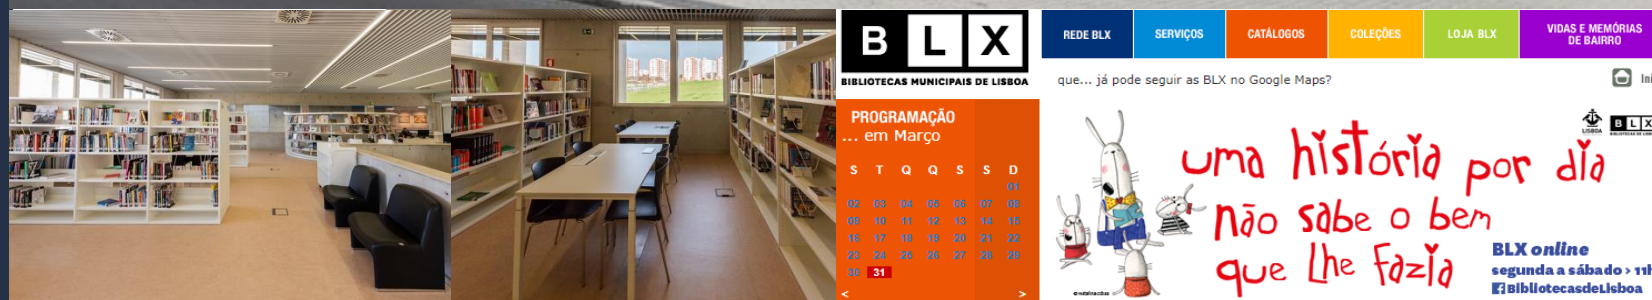 BLX
BIBLIOTECAS MUNICIPAIS DE LISBOA
REDE BLX
SERVIÇOS
CATÁLOGOS
COLEÇÕES
LOJA BLX
VIDAS E MEMÓRIAS
DE BAIRRO
que... já pode seguir as BLX no Google Maps?
PROGRAMAÇÃO
... em Março
S T Q Q S S D
01
02 03 04 05 06 07 08
09 10 11 12 13 14 15
16 17 18 19 20 21 22
23 24 25 26 27 28 29
30 31
< >
LISBOA
BLX
uma história por dia
não sabe o bem
que lhe fazia
BLX online
segunda a sábado > 11h
BibliotecasdeLisboa